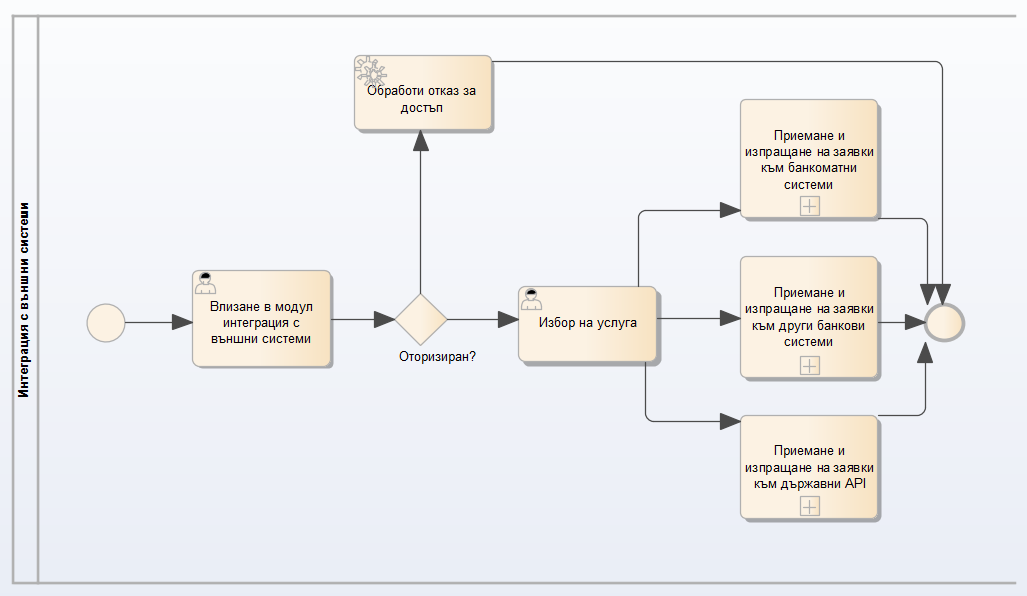 Интеграция с външни системи
Обработи отказ за
достъп
Влизане в модул
интеграция с
външни системи
Оторизиран?
Избор на услуга
Приемане и
изпращане на заявки
към банкоматни
системи
Приемане и
изпращане на заявки
към други банкови
системи
Приемане и
изпращане на заявки
към държавни API